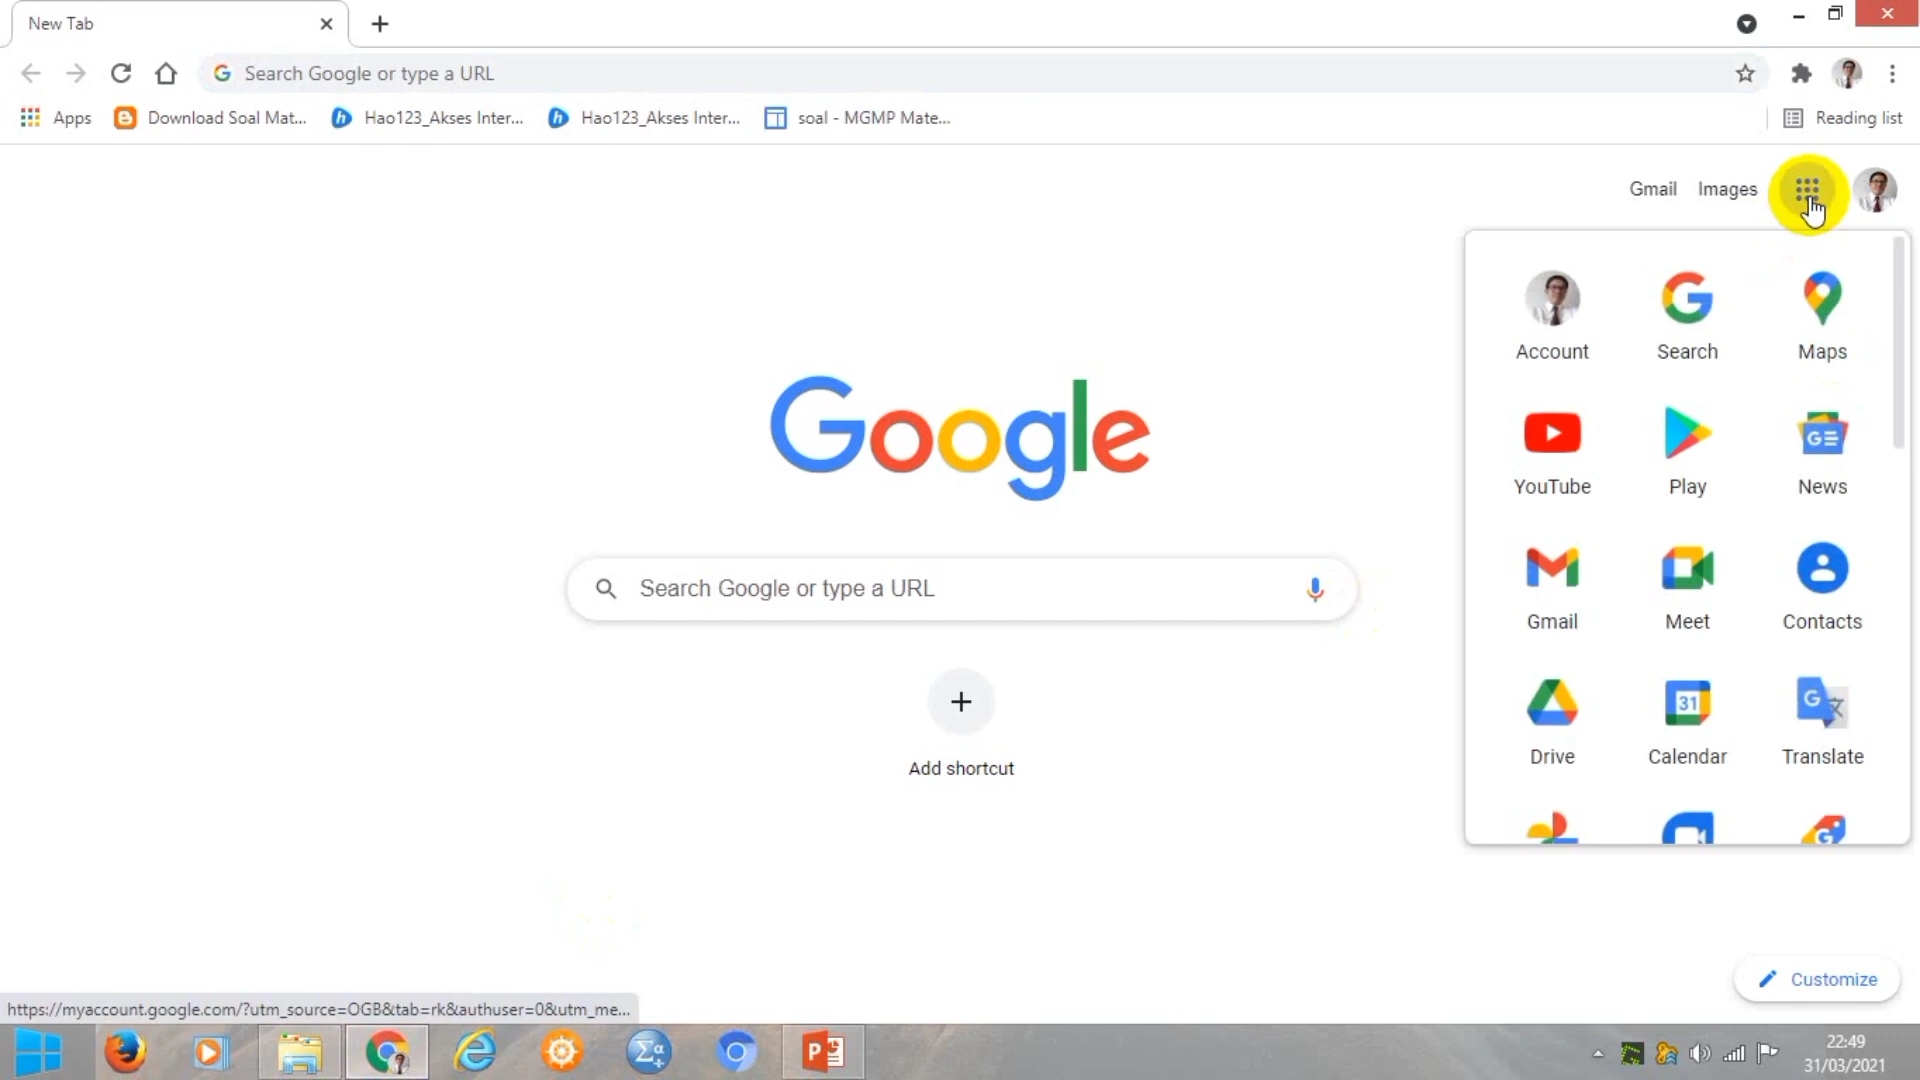 New Tab
Search Google or type a URL
Apps
Download Soal Mat...
Hao123_Akses Inter...
Hao123_Akses Inter...
soal - MGMP Mate...
Reading list
Gmail
Images
Account
Search
Maps
YouTube
Play
GE
News
Gmail
Meet
Contacts
Drive
31
Calendar
G
Translate
Google
Search Google or type a URL
Add shortcut
Customize
https://myaccount.google.com/?utm_source=OGB&tab=rk&authuser=0&utm_me...
22:49
31/03/2021